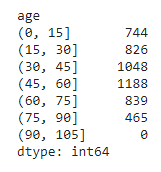 age
(0, 15]      744
(15, 30]     826
(30, 45]    1048
(45, 60]    1188
(60, 75]     839
(75, 90]     465
(90, 105]      0
dtype: int64